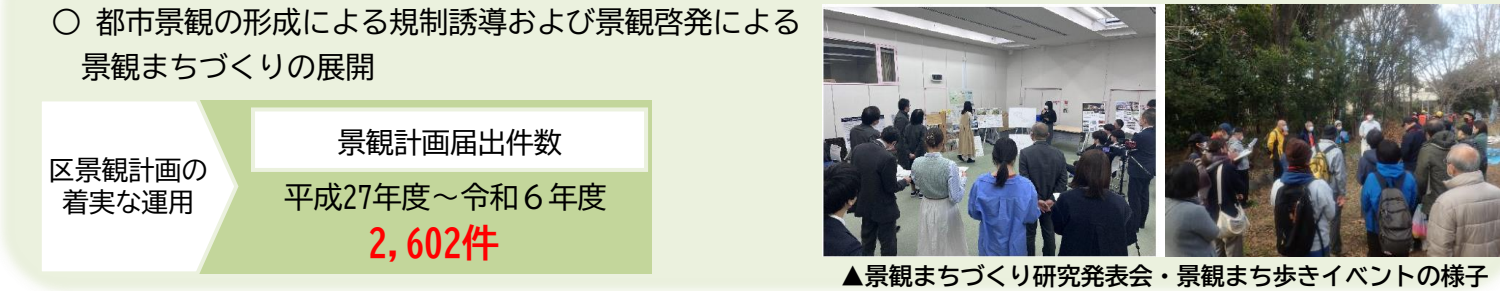 ○ 都市景観の形成による規制誘導および景観啓発による
景観まちづくりの展開
区景観計画の
着実な運用
景観計画届出件数
平成27年度～令和６年度
2,602件
▲景観まちづくり研究発表会・景観まち歩きイベントの様子